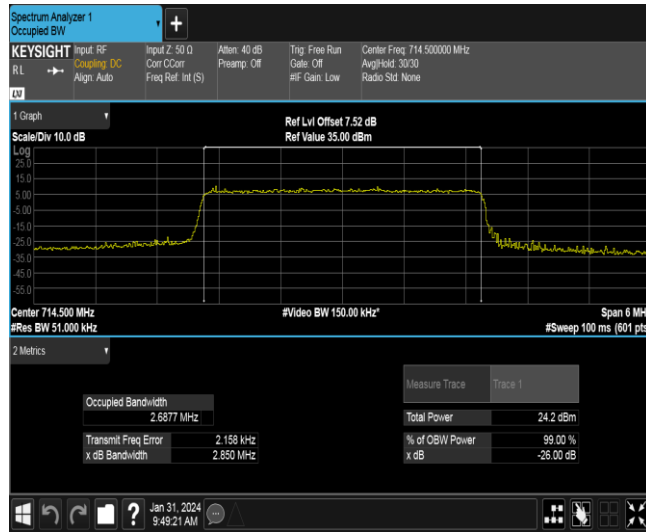 Spectrum Analyzer 1
Occupied BW
+
KEYSIGHT
RL
LXI
Input: RF
Coupling: DC
Align: Auto
Input Z: 50 Ω
Corr CCorr
Freq Ref: Int (S)
Atten: 40 dB
Preamp: Off
Trig: Free Run
Gate: Off
#IF Gain: Low
Center Freq: 714.500000 MHz
Avg|Hold: 30/30
Radio Std: None
1 Graph
Scale/Div 10.0 dB
Ref Lvl Offset 7.52 dB
Ref Value 35.00 dBm
Log
25.0
15.0
5.00
-5.00
-15.0
-25.0
-35.0
-45.0
-55.0
Center 714.500 MHz
#Res BW 51.000 kHz
#Video BW 150.00 kHz*
Span 6 MH
#Sweep 100 ms (601 pts
2 Metrics
Measure Trace Trace 1
Occupied Bandwidth
2.6877 MHz
Total Power 24.2 dBm
Transmit Freq Error 2.158 kHz
x dB Bandwidth 2.850 MHz
% of OBW Power 99.00 %
x dB -26.00 dB
?
Jan 31, 2024
9:49:21 AM